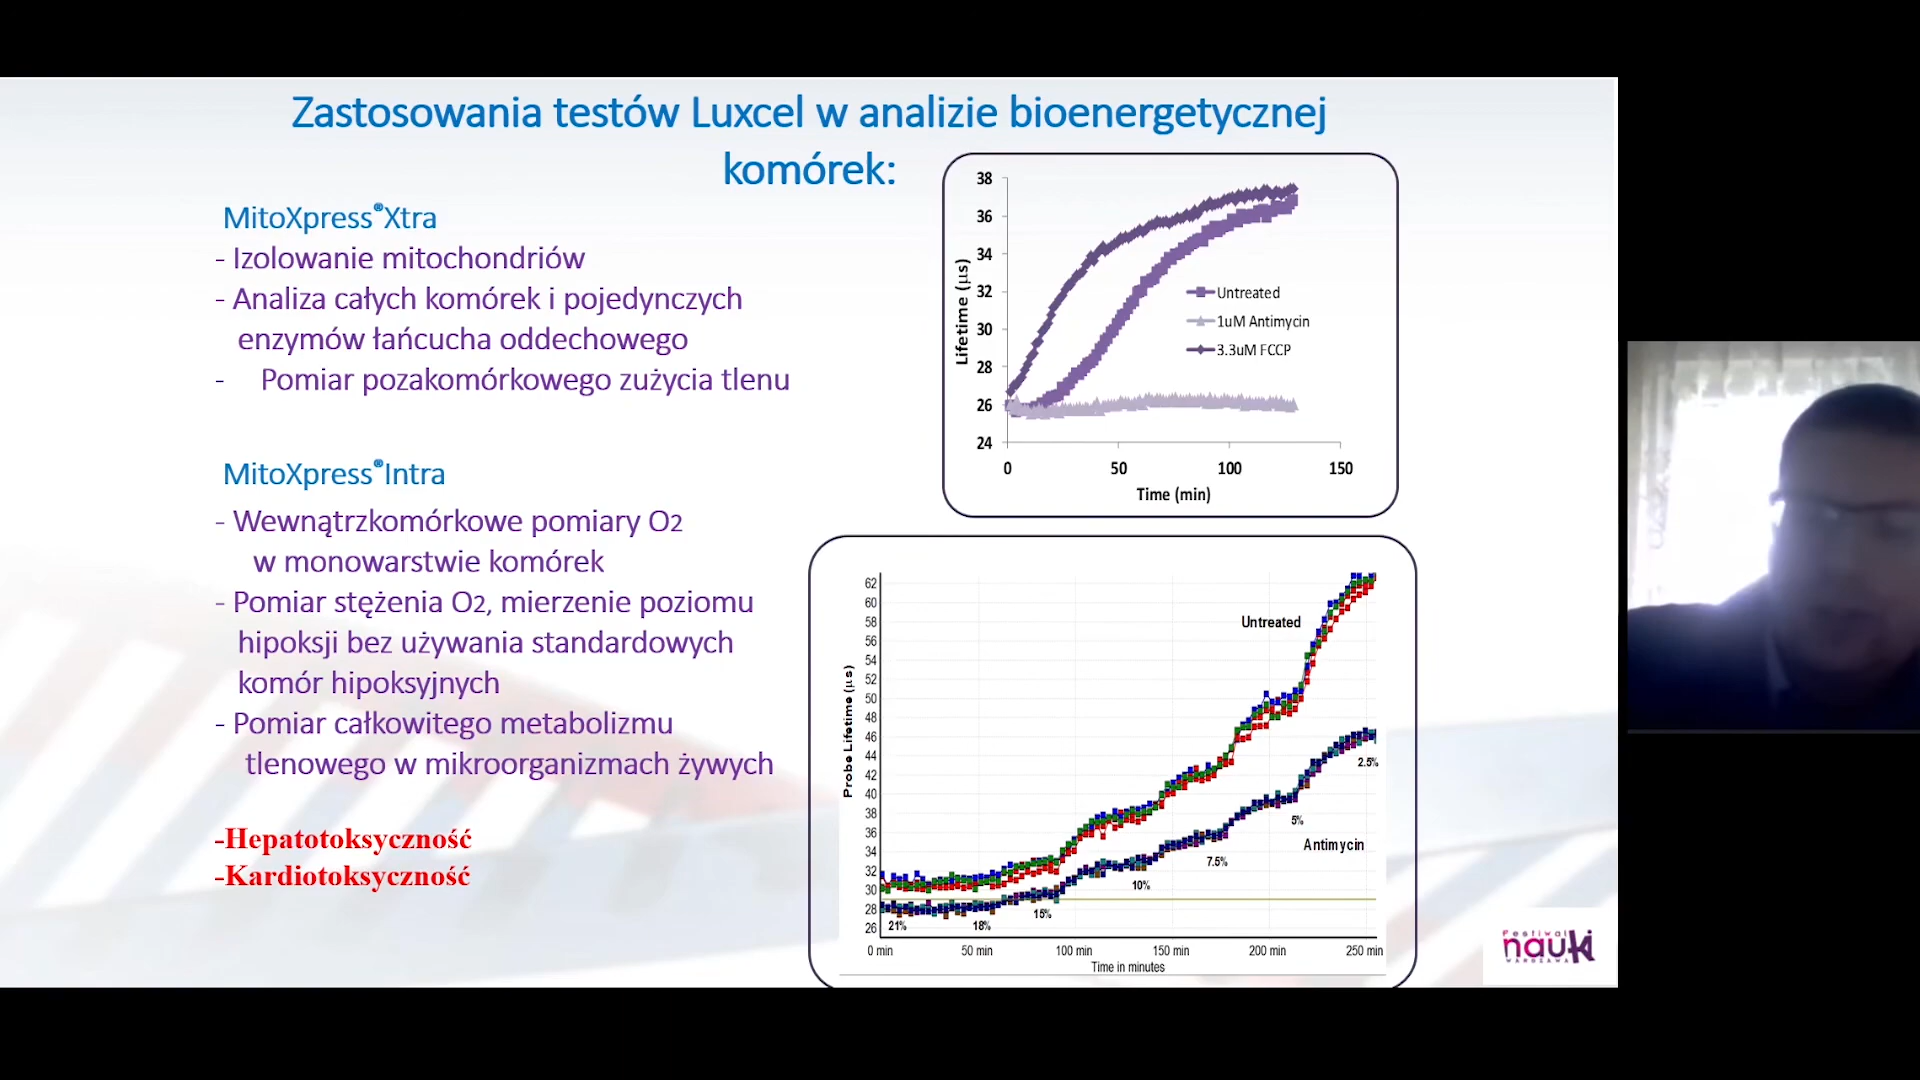 Zastosowania testów Luxcel w analizie bioenergetycznej
komórek:
MitoXpress®Xtra
- Izolowanie mitochondriów
- Analiza całych komórek i pojedynczych
enzymów łańcucha oddechowego
- Pomiar pozakomórkowego zużycia tlenu
MitoXpress®Intra
- Wewnątrzkomórkowe pomiary O2
w monowarstwie komórek
- Pomiar stężenia O2, mierzenie poziomu
hipoksji bez używania standardowych
komór hipoksyjnych
- Pomiar całkowitego metabolizmu
tlenowego w mikroorganizmach żywych
-Hepatotoksyczność
-Kardiotoksyczność
38
36
34
32
30
28
26
24
Lifetime (µs)
0 50 100 150
Time (min)
Untreated
1uM Antimycin
3.3uM FCCP
62
60
58
56
54
52
50
48
46
44
42
40
38
36
34
32
30
28
26
Probe Lifetime (µs)
Untreated
Antimycin
21% 18% 15% 10% 7.5% 5% 2.5%
0 min 50 min 100 min 150 min 200 min 250 min
Time in minutes
Festiwal
nauki
WARSZAWA